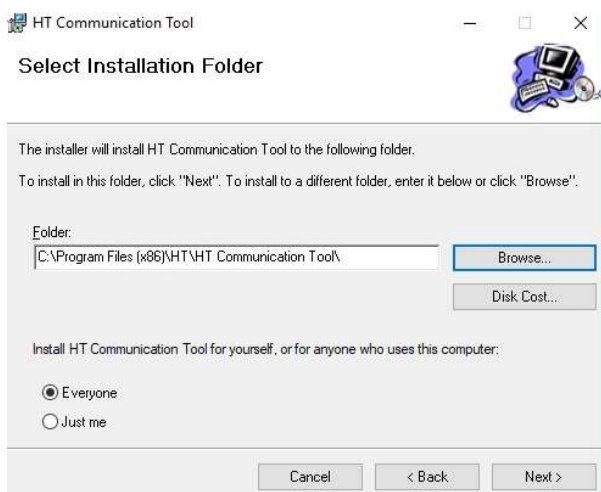 HT Communication Tool
Select Installation Folder
The installer will install HT Communication Tool to the following folder.
To install in this folder, click "Next". To install to a different folder, enter it below or click "Browse".
Folder:
C:\Program Files (x86)\HT\HT Communication Tool\
Browse...
Disk Cost...
Install HT Communication Tool for yourself, or for anyone who uses this computer:
Everyone
Just me
Cancel
< Back
Next >